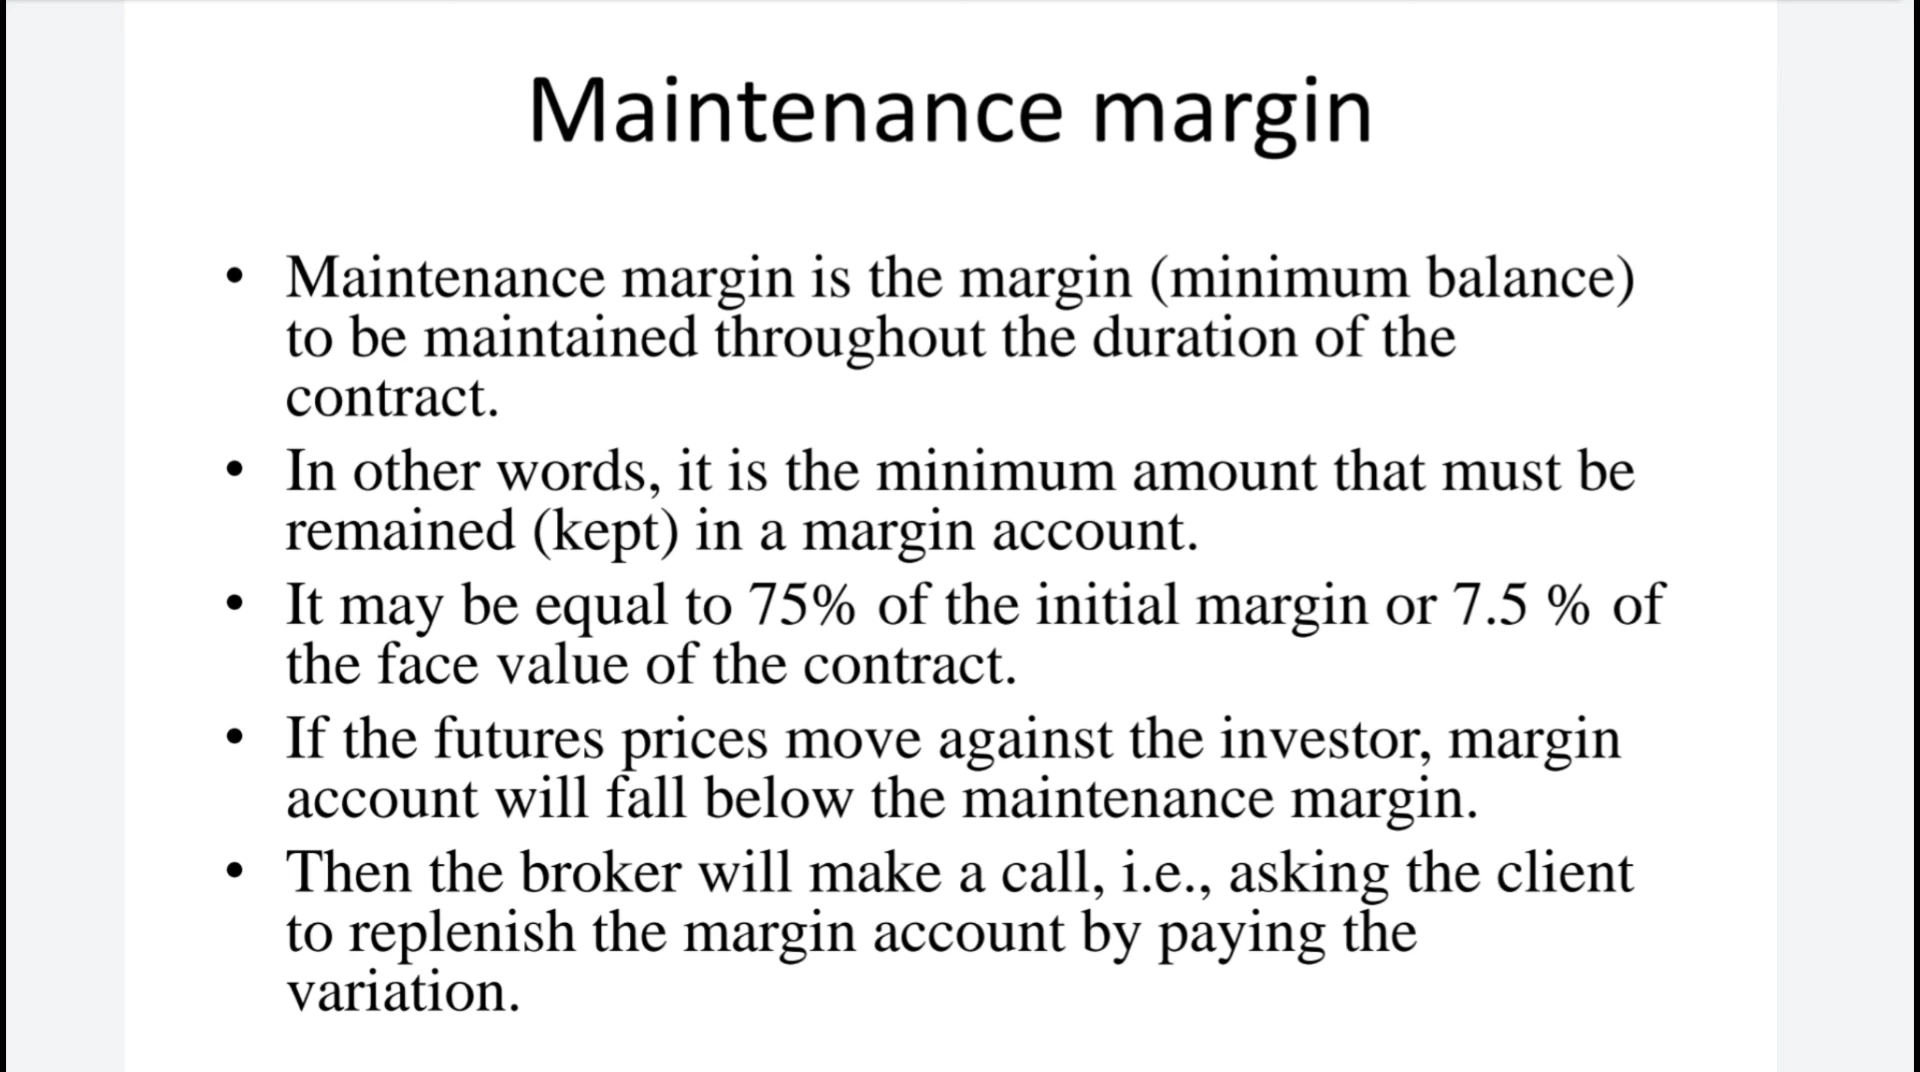 Maintenance margin
• Maintenance margin is the margin (minimum balance)
to be maintained throughout the duration of the
contract.
• In other words, it is the minimum amount that must be
remained (kept) in a margin account.
• It may be equal to 75% of the initial margin or 7.5 % of
the face value of the contract.
• If the futures prices move against the investor, margin
account will fall below the maintenance margin.
• Then the broker will make a call, i.e., asking the client
to replenish the margin account by paying the
variation.